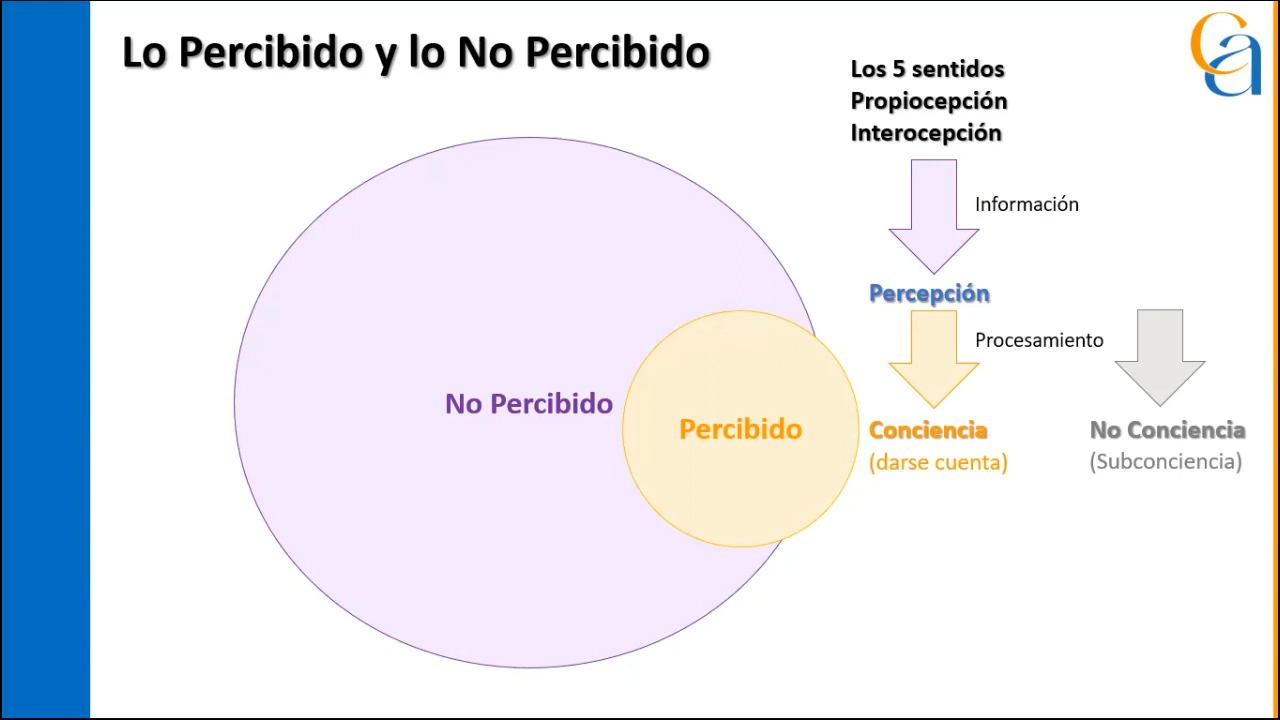 Lo Percibido y lo No Percibido
Los 5 sentidos
Propiocepción
Interocepción
Información
Percepción
Procesamiento
No Percibido
Percibido
Conciencia
(darse cuenta)
No Conciencia
(Subconciencia)
Ca